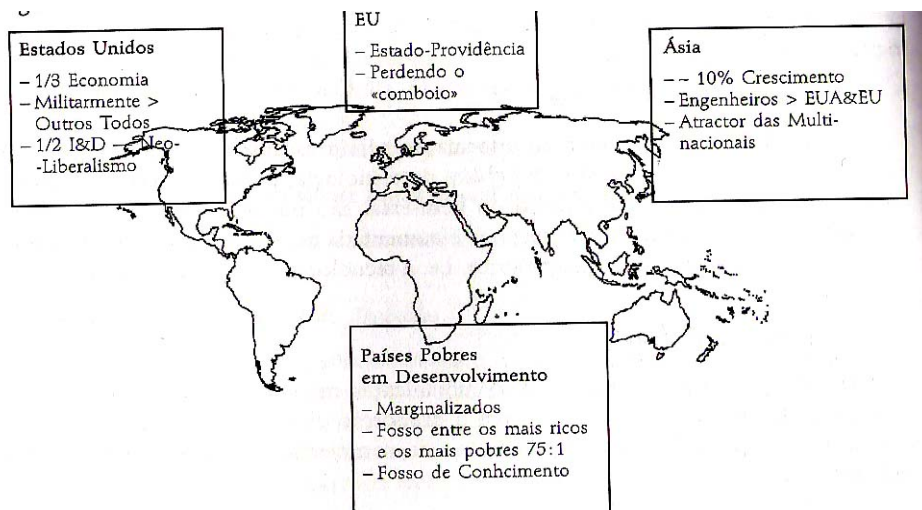 Estados Unidos
– 1/3 Economia
– Militarmente >
Outros Todos
– 1/2 I&D – Neo-
-Liberalismo
EU
– Estado-Providência
– Perdendo o
«comboio»
Ásia
–~ 10% Crescimento
– Engenheiros > EUA&EU
– Atractor das Multi-
nacionais
Países Pobres
em Desenvolvimento
– Marginalizados
– Fosso entre os mais ricos
e os mais pobres 75:1
– Fosso de Conhcimento